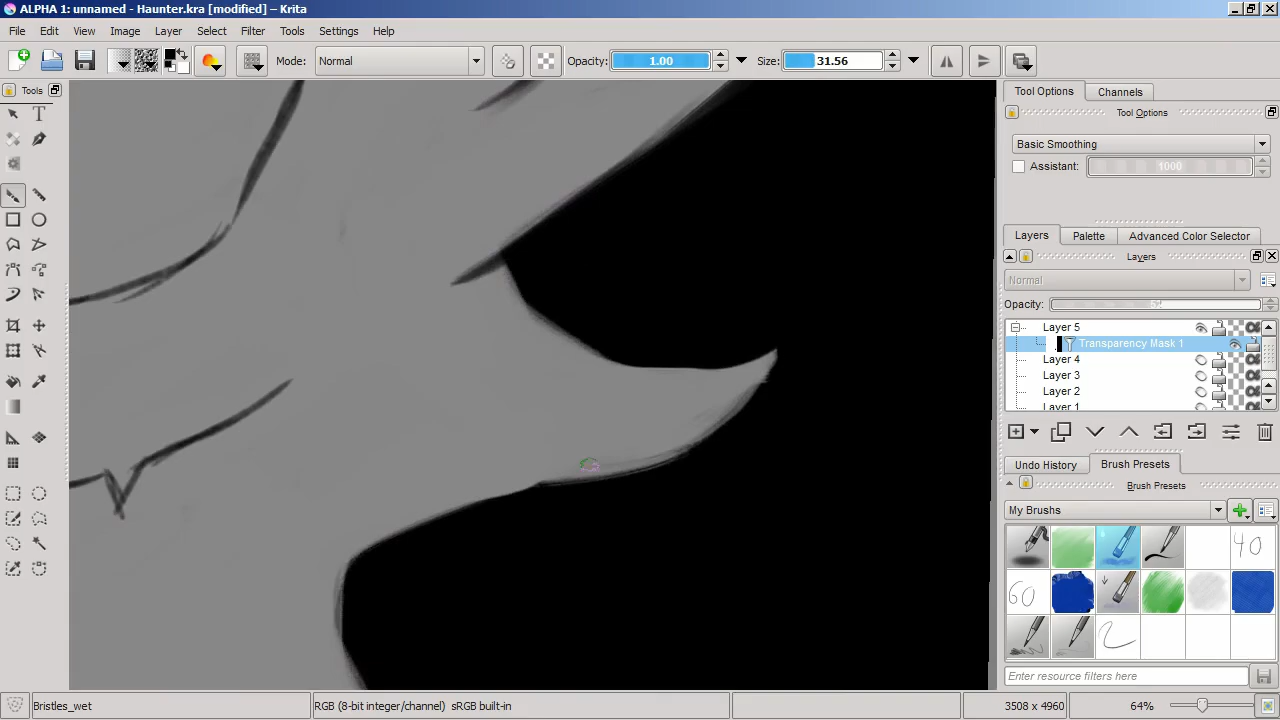 ALPHA 1: unnamed - Haunter.kra [modified] – Krita
File Edit View Image Layer Select Filter Tools Settings Help
Mode: Normal Opacity: 1.00 Size: 31.56
Tools
Tool Options Channels
Tool Options
Basic Smoothing
Assistant: 1000
Layers Palette Advanced Color Selector
Layers
Normal
Opacity:
Layer 5
Transparency Mask 1
Layer 4
Layer 3
Layer 2
Layer 1
Undo History Brush Presets
Brush Presets
My Brushs
40
60
Enter resource filters here
Bristles_wet RGB (8-bit integer/channel) sRGB built-in 3508 x 4960 64%